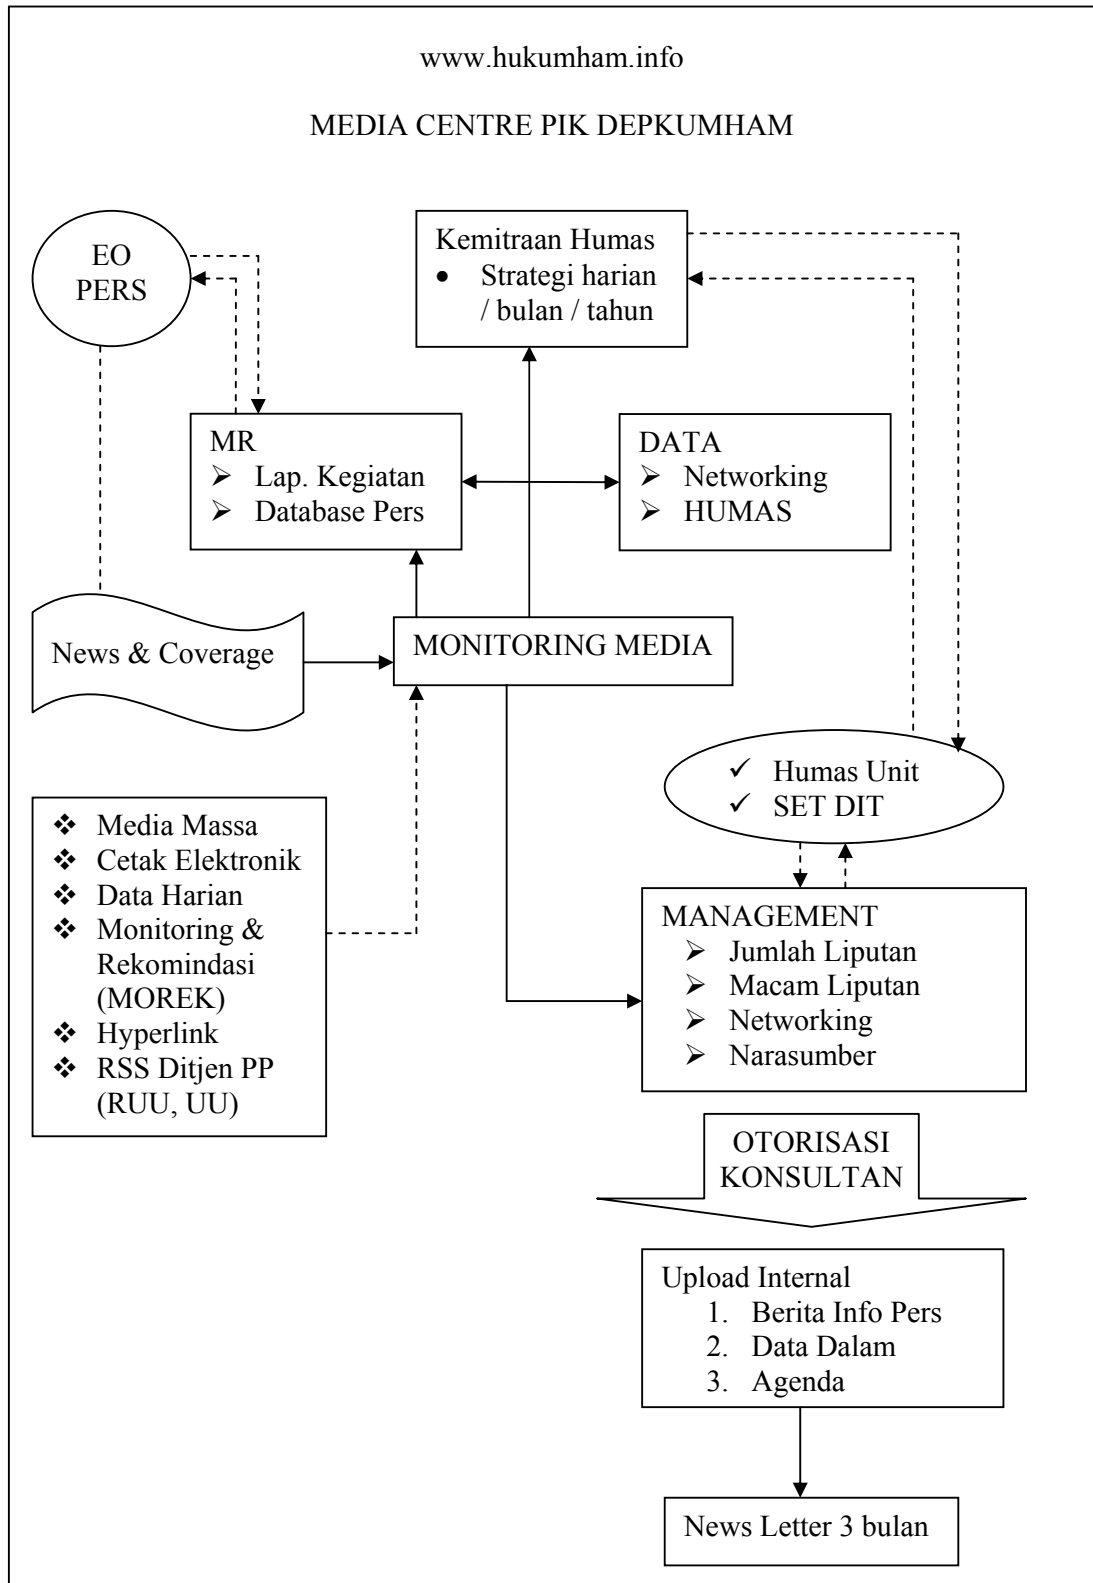 www.hukumham.info
MEDIA CENTRE PIK DEPKUMHAM
EO
PERS
Kemitraan Humas
• Strategi harian
/ bulan / tahun
MR
➢ Lap. Kegiatan
➢ Database Pers
DATA
➢ Networking
➢ HUMAS
News & Coverage
MONITORING MEDIA
✓ Humas Unit
✓ SET DIT
❖ Media Massa
❖ Cetak Elektronik
❖ Data Harian
❖ Monitoring &
Rekomindasi
(MOREK)
❖ Hyperlink
❖ RSS Ditjen PP
(RUU, UU)
MANAGEMENT
➢ Jumlah Liputan
➢ Macam Liputan
➢ Networking
➢ Narasumber
OTORISASI
KONSULTAN
Upload Internal
1. Berita Info Pers
2. Data Dalam
3. Agenda
News Letter 3 bulan